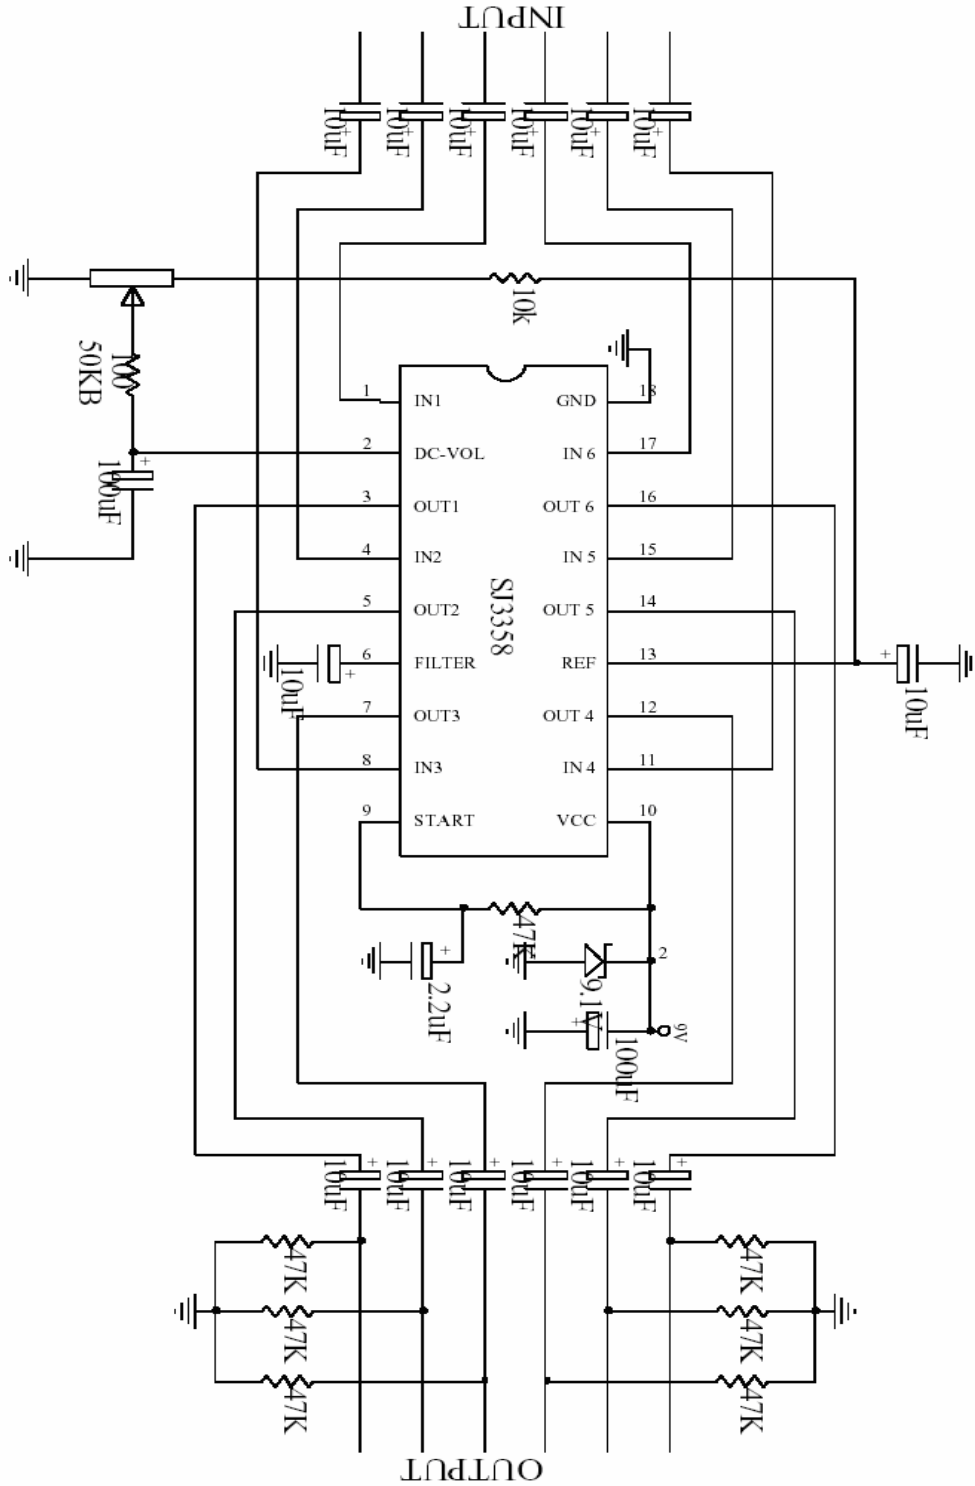 INPUT
10uF
10uF
10uF
10uF
10uF
10uF
+
+
+
+
+
+
10k
100
50KB
100uF
+
1 IN1
2 DC-VOL
3 OUT1
4 IN2
5 OUT2
6 FILTER
7 OUT3
8 IN3
9 START
SJ3358
GND 18
IN 6 17
OUT 6 16
IN 5 15
OUT 5 14
REF 13
OUT 4 12
IN 4 11
VCC 10
10uF
+
+
10uF
47K
2
+
2.2uF
9.1V
+
100uF
9V
+
+
+
+
+
+
10uF
10uF
10uF
10uF
10uF
10uF
47K
47K
47K
47K
47K
47K
OUTPUT